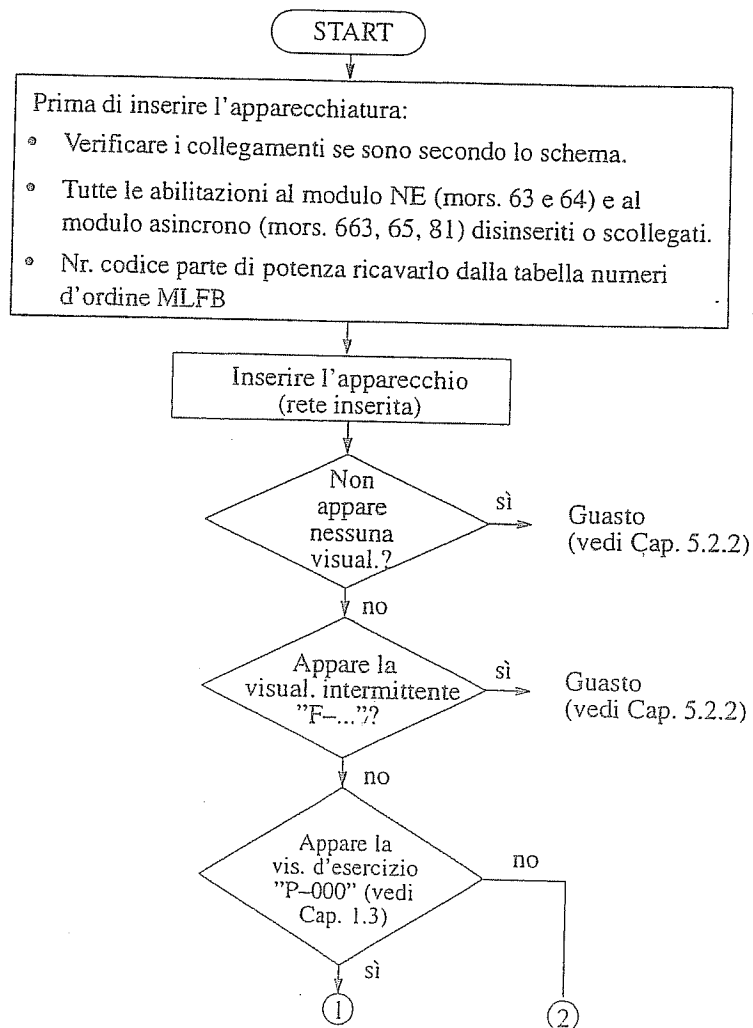 START
Prima di inserire l'apparecchiatura:
• Verificare i collegamenti se sono secondo lo schema.
• Tutte le abilitazioni al modulo NE (mors. 63 e 64) e al
modulo asincrono (mors. 663, 65, 81) disinseriti o scollegati.
• Nr. codice parte di potenza ricavarlo dalla tabella numeri
d'ordine MLFB
Inserire l'apparecchio
(rete inserita)
Non
appare
nessuna
visual.?
sì
Guasto
(vedi Cap. 5.2.2)
no
Appare la
visual. intermittente
"F–..."?
sì
Guasto
(vedi Cap. 5.2.2)
no
Appare la
vis. d'esercizio
"P–000" (vedi
Cap. 1.3)
no
sì
1
2